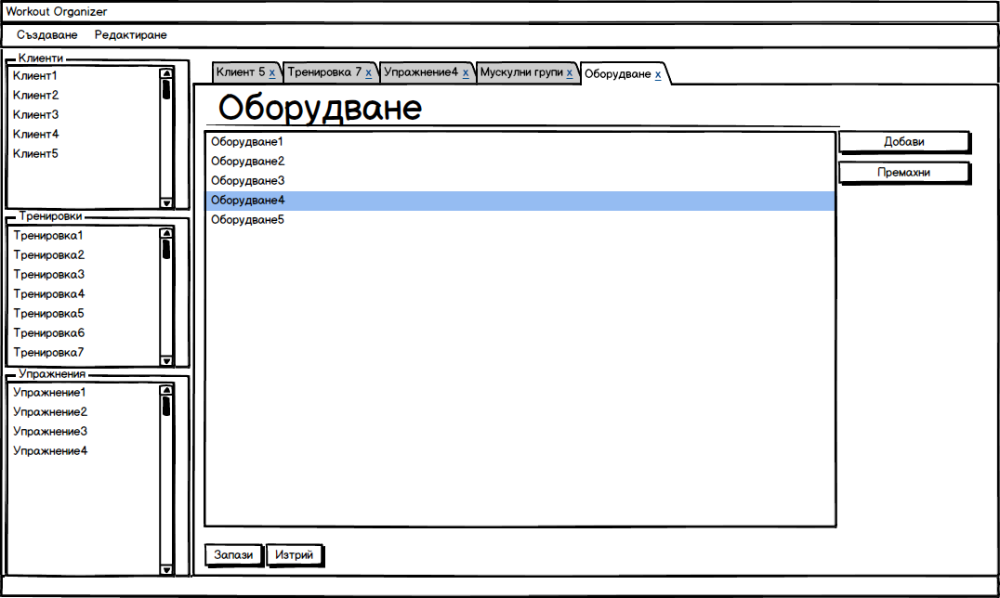 Workout Organizer
Създаване Редактиране
Клиенти
Клиент1
Клиент2
Клиент3
Клиент4
Клиент5
Тренировки
Тренировка1
Тренировка2
Тренировка3
Тренировка4
Тренировка5
Тренировка6
Тренировка7
Упражнения
Упражнение1
Упражнение2
Упражнение3
Упражнение4
Клиент 5 x Тренировка 7 x Упражнение4 x Мускулни групи x Оборудване x
Оборудване
Оборудване1
Оборудване2
Оборудване3
Оборудване4
Оборудване5
Добави
Премахни
Запази Изтрий